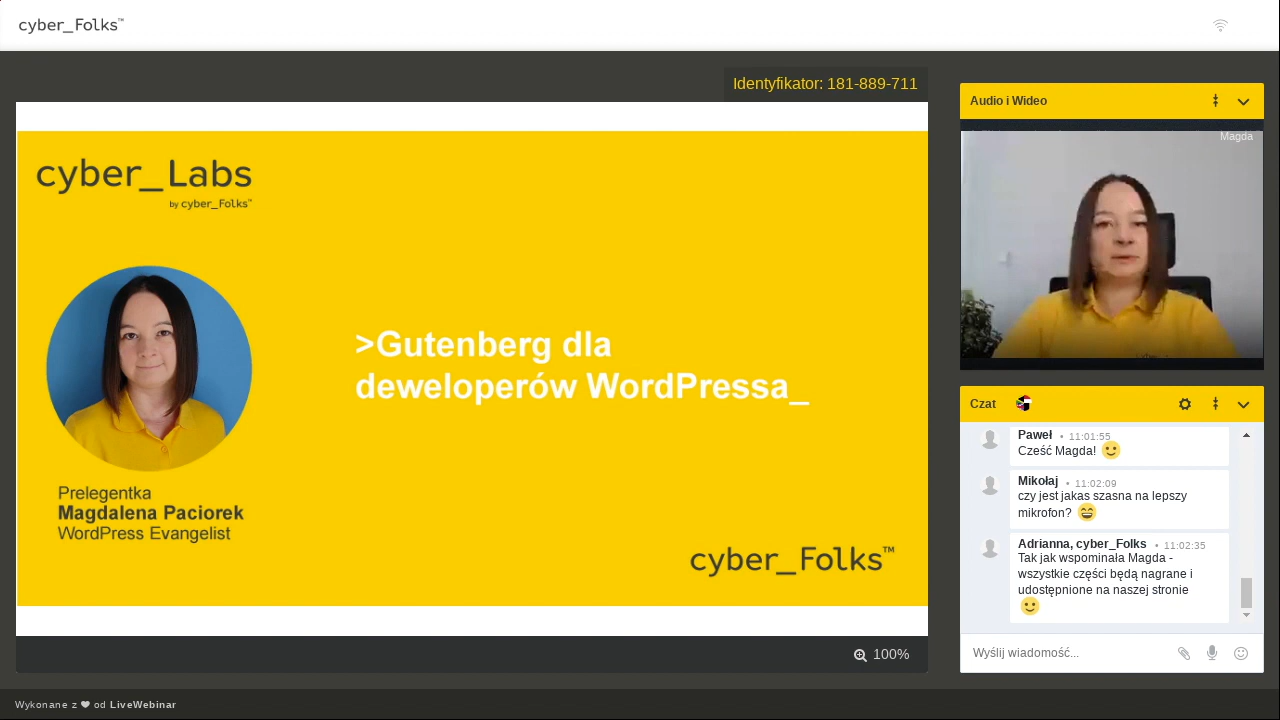 cyber_Folks™
Identyfikator: 181-889-711
cyber_Labs
by cyber_Folks™
>Gutenberg dla
deweloperów WordPressa_
Prelegentka
Magdalena Paciorek
WordPress Evangelist
cyber_Folks™
100%
Audio i Wideo
Magda
Czat
Paweł • 11:01:55
Cześć Magda!
Mikołaj • 11:02:09
czy jest jakas szasna na lepszy
mikrofon?
Adrianna, cyber_Folks • 11:02:35
Tak jak wspominała Magda -
wszystkie części będą nagrane i
udostępnione na naszej stronie
Wyślij wiadomość...
Wykonane z ❤ od LiveWebinar